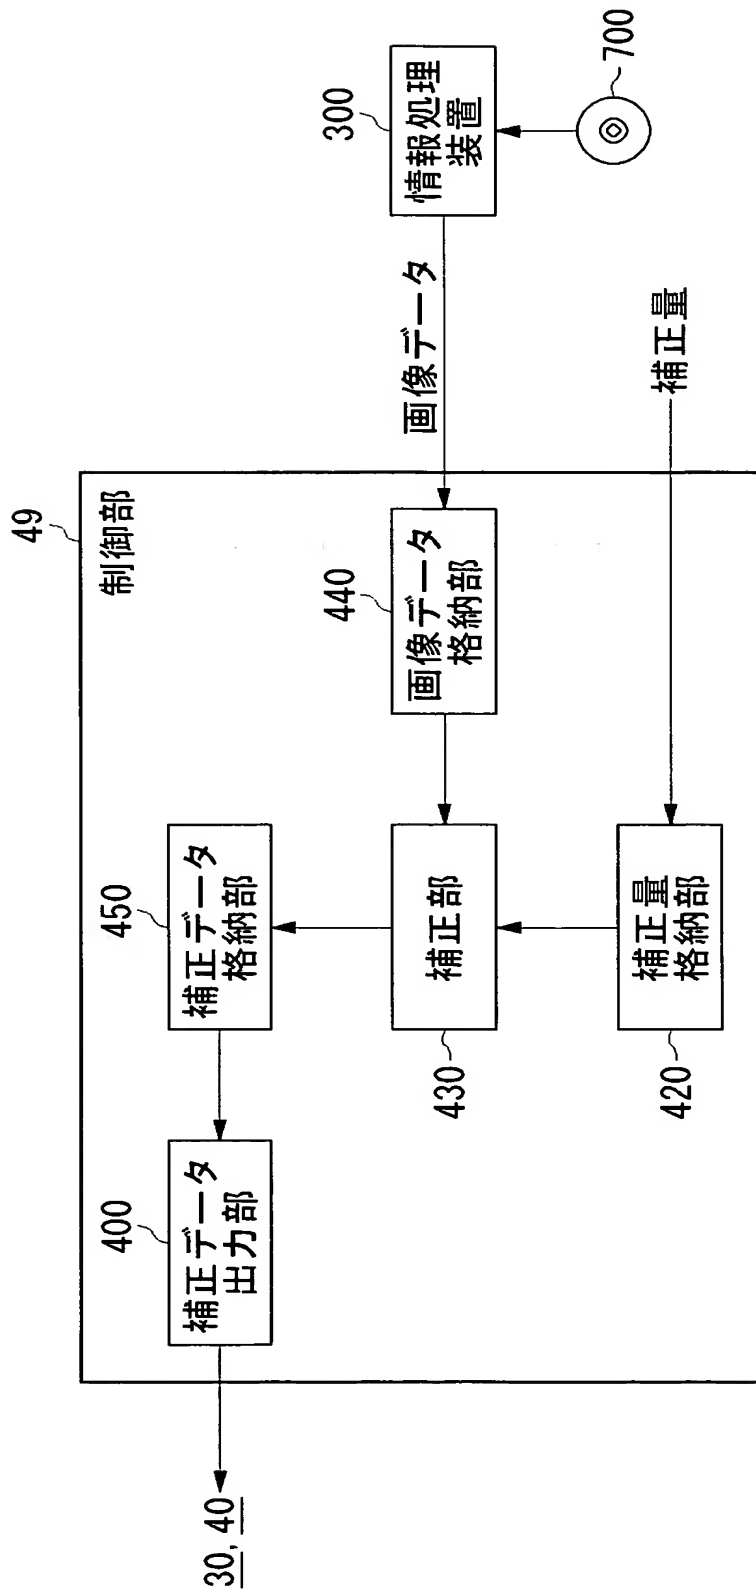 49
制御部
400
補正データ
出力部
450
補正データ
格納部
30, 40
430
補正部
440
画像データ
格納部
画像データ
300
情報処理
装置
420
補正量
格納部
補正量
700